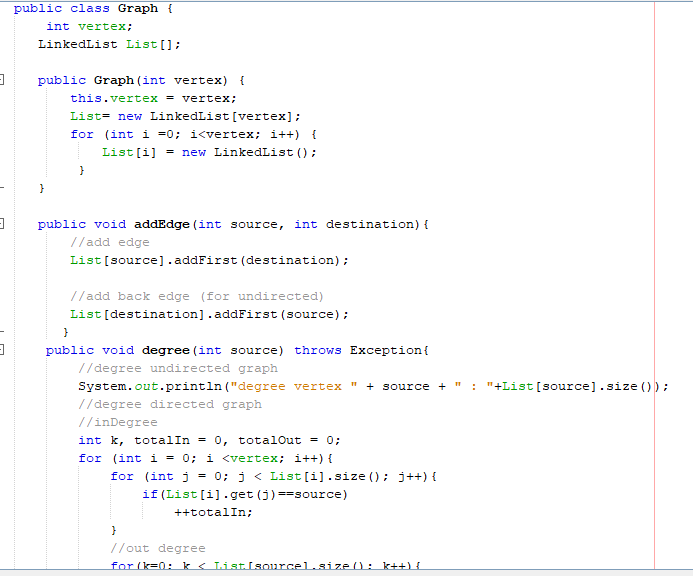 public class Graph {
int vertex;
LinkedList List[];
public Graph(int vertex) {
this.vertex = vertex;
List= new LinkedList[vertex];
for (int i =0; i<vertex; i++) {
List[i] = new LinkedList();
}
}
public void addEdge(int source, int destination){
//add edge
List[source].addFirst(destination);
//add back edge (for undirected)
List[destination].addFirst(source);
}
public void degree(int source) throws Exception{
//degree undirected graph
System.out.println("degree vertex " + source + " : "+List[source].size());
//degree directed graph
//inDegree
int k, totalIn = 0, totalOut = 0;
for (int i = 0; i <vertex; i++){
for (int j = 0; j < List[i].size(); j++){
if(List[i].get(j)==source)
++totalIn;
}
//out degree
for(k=0; k < List[source].size(); k++){